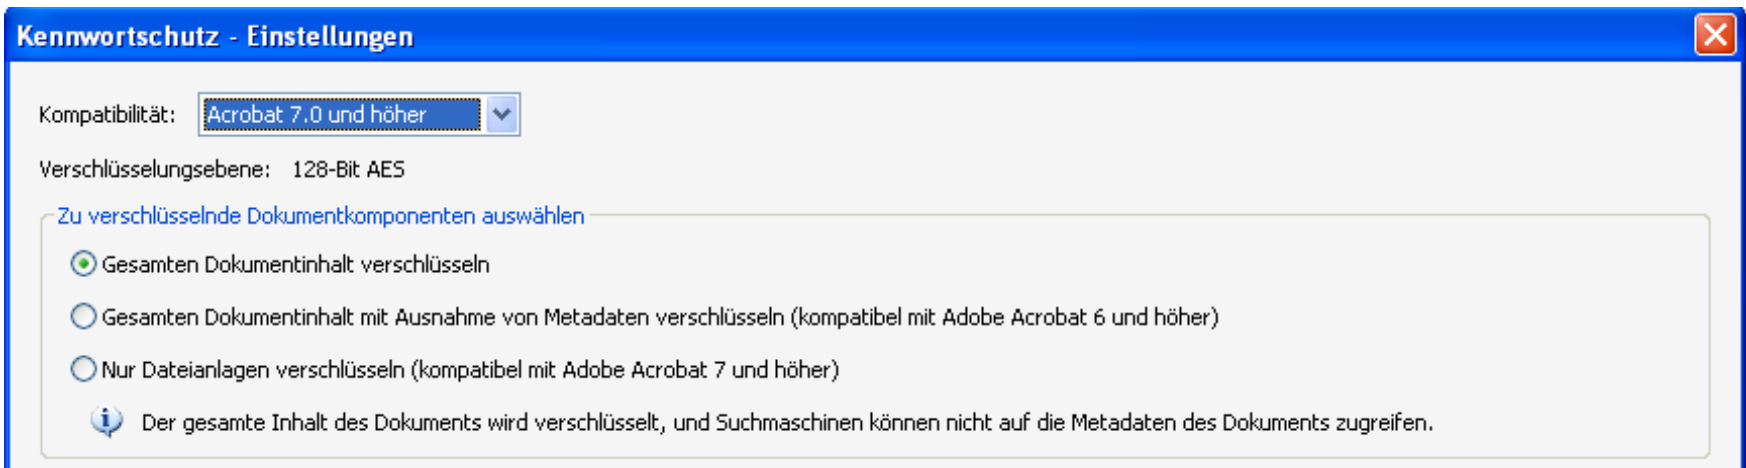 Kennwortschutz - Einstellungen
Kompatibilität: Acrobat 7.0 und höher
Verschlüsselungsebene: 128-Bit AES
Zu verschlüsselnde Dokumentkomponenten auswählen
Gesamten Dokumentinhalt verschlüsseln
Gesamten Dokumentinhalt mit Ausnahme von Metadaten verschlüsseln (kompatibel mit Adobe Acrobat 6 und höher)
Nur Dateianlagen verschlüsseln (kompatibel mit Adobe Acrobat 7 und höher)
Der gesamte Inhalt des Dokuments wird verschlüsselt, und Suchmaschinen können nicht auf die Metadaten des Dokuments zugreifen.